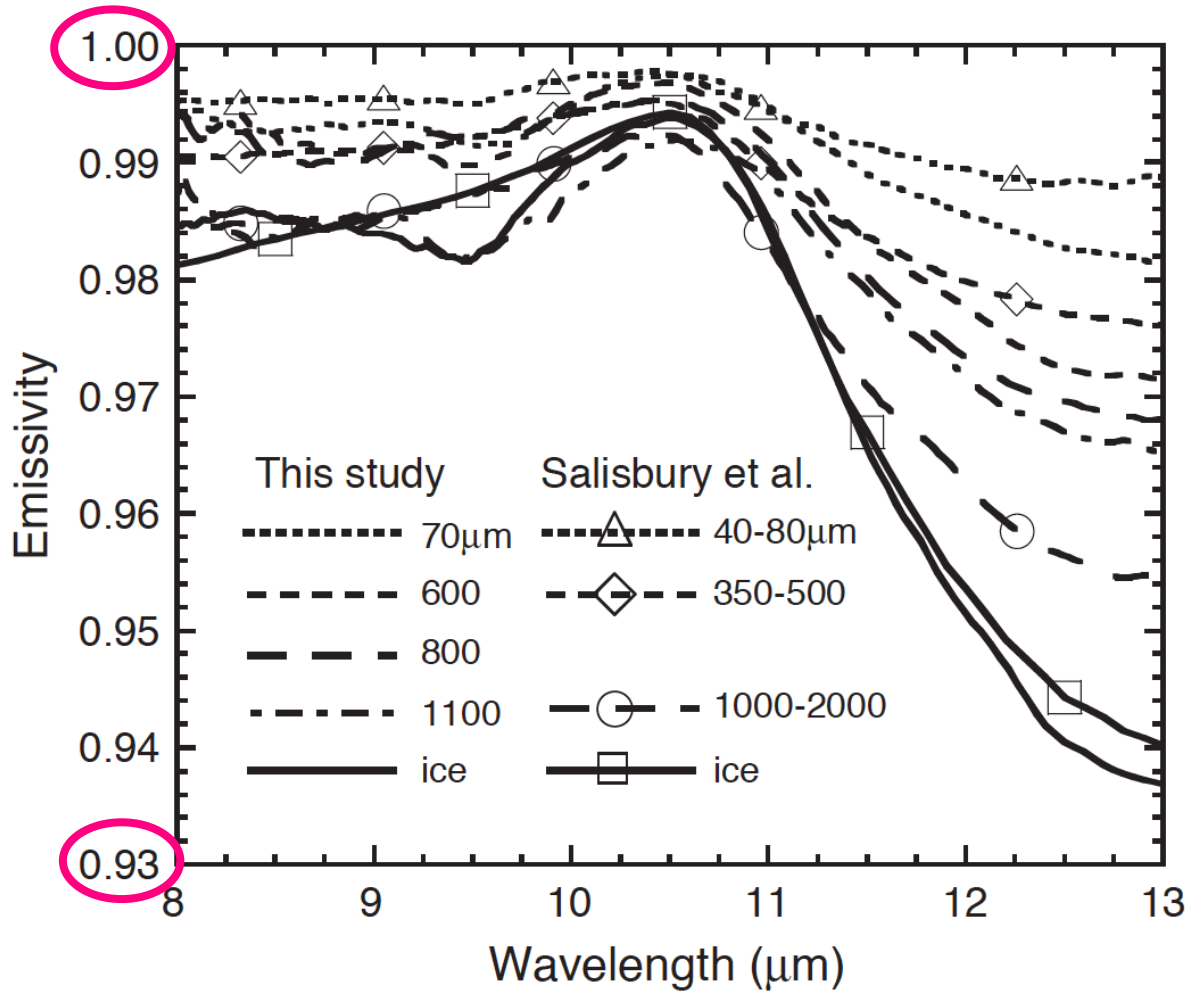 1.00
0.99
0.98
0.97
0.96
0.95
0.94
0.93
Emissivity
This study Salisbury et al.
70μm 40-80μm
600 350-500
800
1100 1000-2000
ice ice
8 9 10 11 12 13
Wavelength (μm)